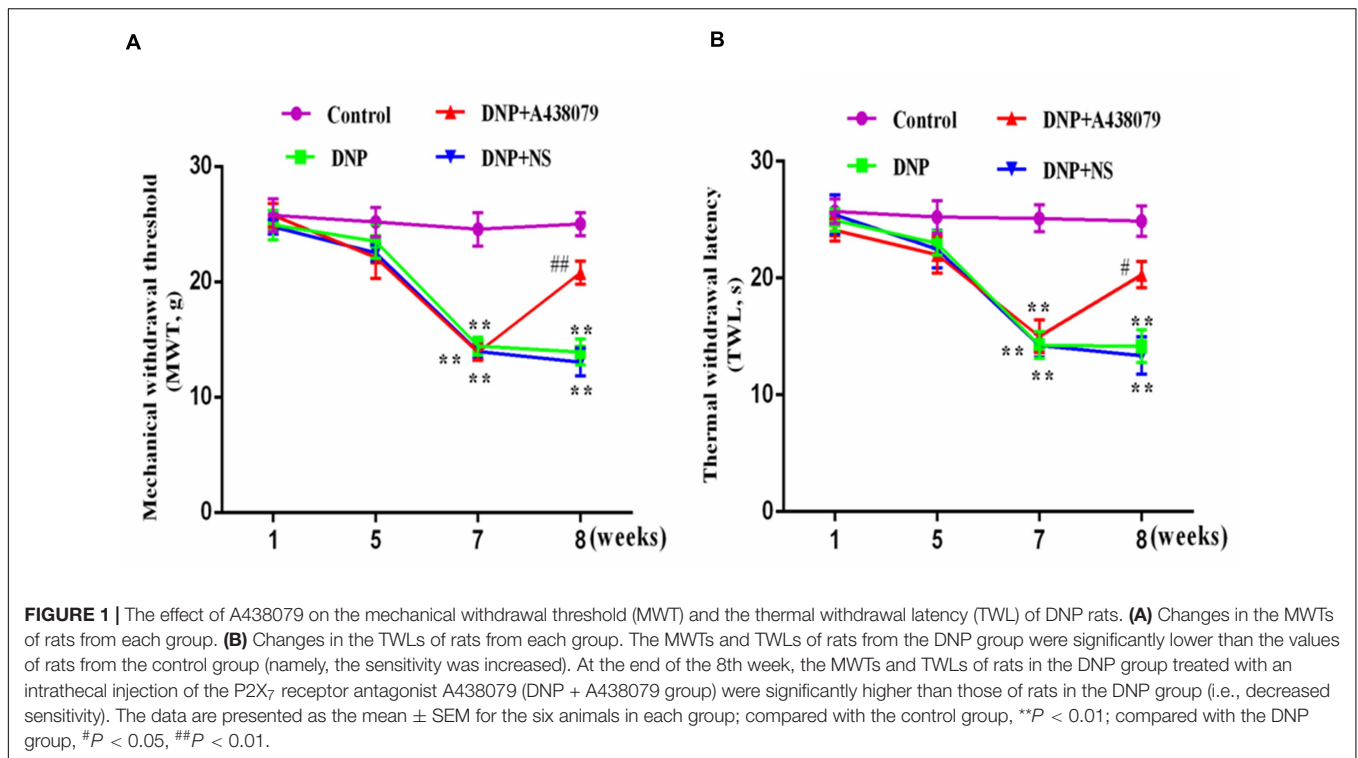 A
B
Control
DNP+A438079
DNP
DNP+NS
Mechanical withdrawal threshold
(MWT, g)
30
20
10
0
##
**
**
**
**
**
**
1
5
7
8 (weeks)
Control
DNP+A438079
DNP
DNP+NS
Thermal withdrawal latency
(TWL, s)
30
20
10
0
#
**
**
**
**
**
1
5
7
8 (weeks)
FIGURE 1 | The effect of A438079 on the mechanical withdrawal threshold (MWT) and the thermal withdrawal latency (TWL) of DNP rats. (A) Changes in the MWTs
of rats from each group. (B) Changes in the TWLs of rats from each group. The MWTs and TWLs of rats from the DNP group were significantly lower than the values
of rats from the control group (namely, the sensitivity was increased). At the end of the 8th week, the MWTs and TWLs of rats in the DNP group treated with an
intrathecal injection of the P2X7 receptor antagonist A438079 (DNP + A438079 group) were significantly higher than those of rats in the DNP group (i.e., decreased
sensitivity). The data are presented as the mean ± SEM for the six animals in each group; compared with the control group, **P < 0.01; compared with the DNP
group, #P < 0.05, ##P < 0.01.